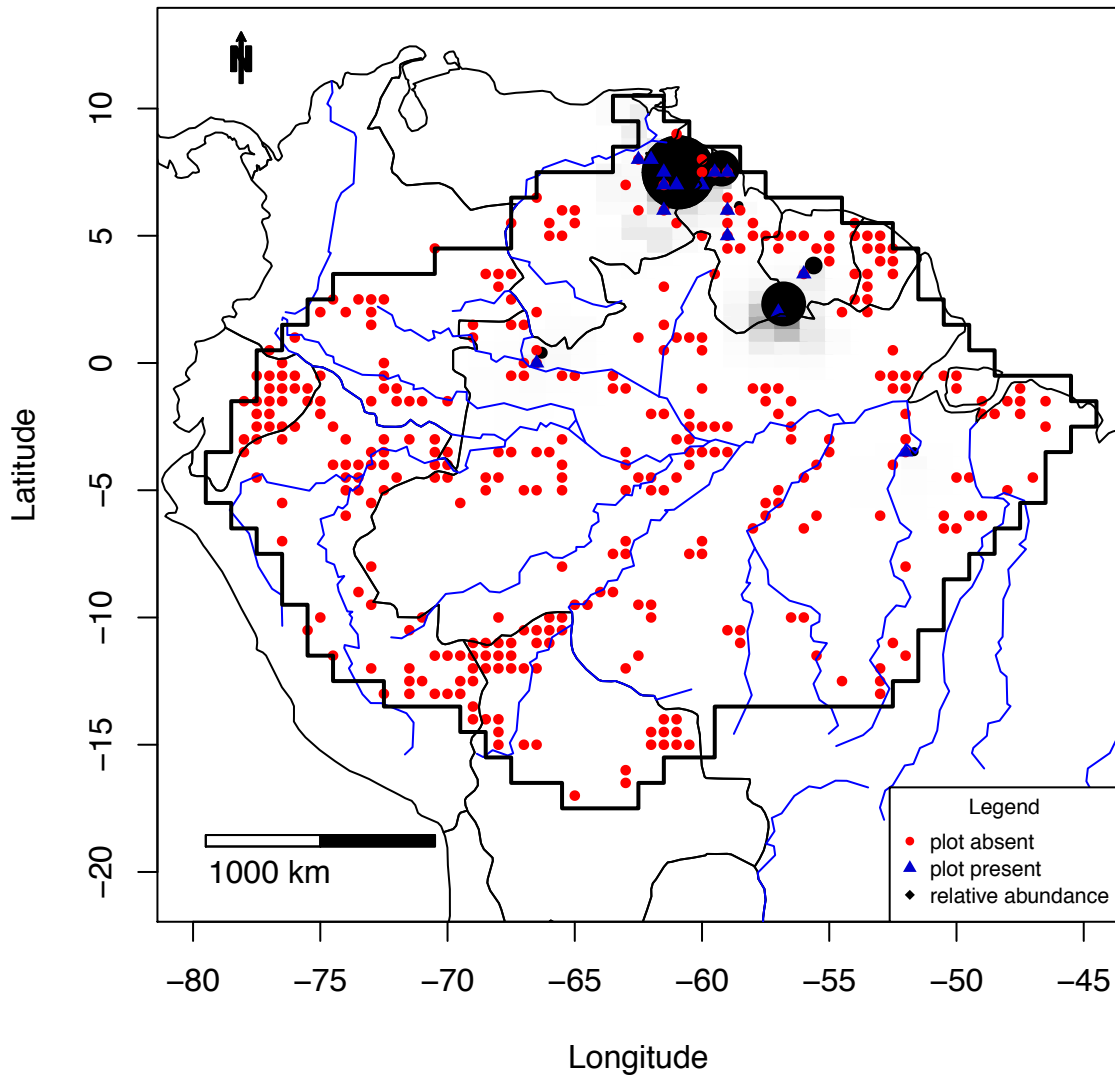 N
Latitude
10
5
0
−5
−10
−15
−20
1000 km
Legend
plot absent
plot present
relative abundance
−80 −75 −70 −65 −60 −55 −50 −45
Longitude